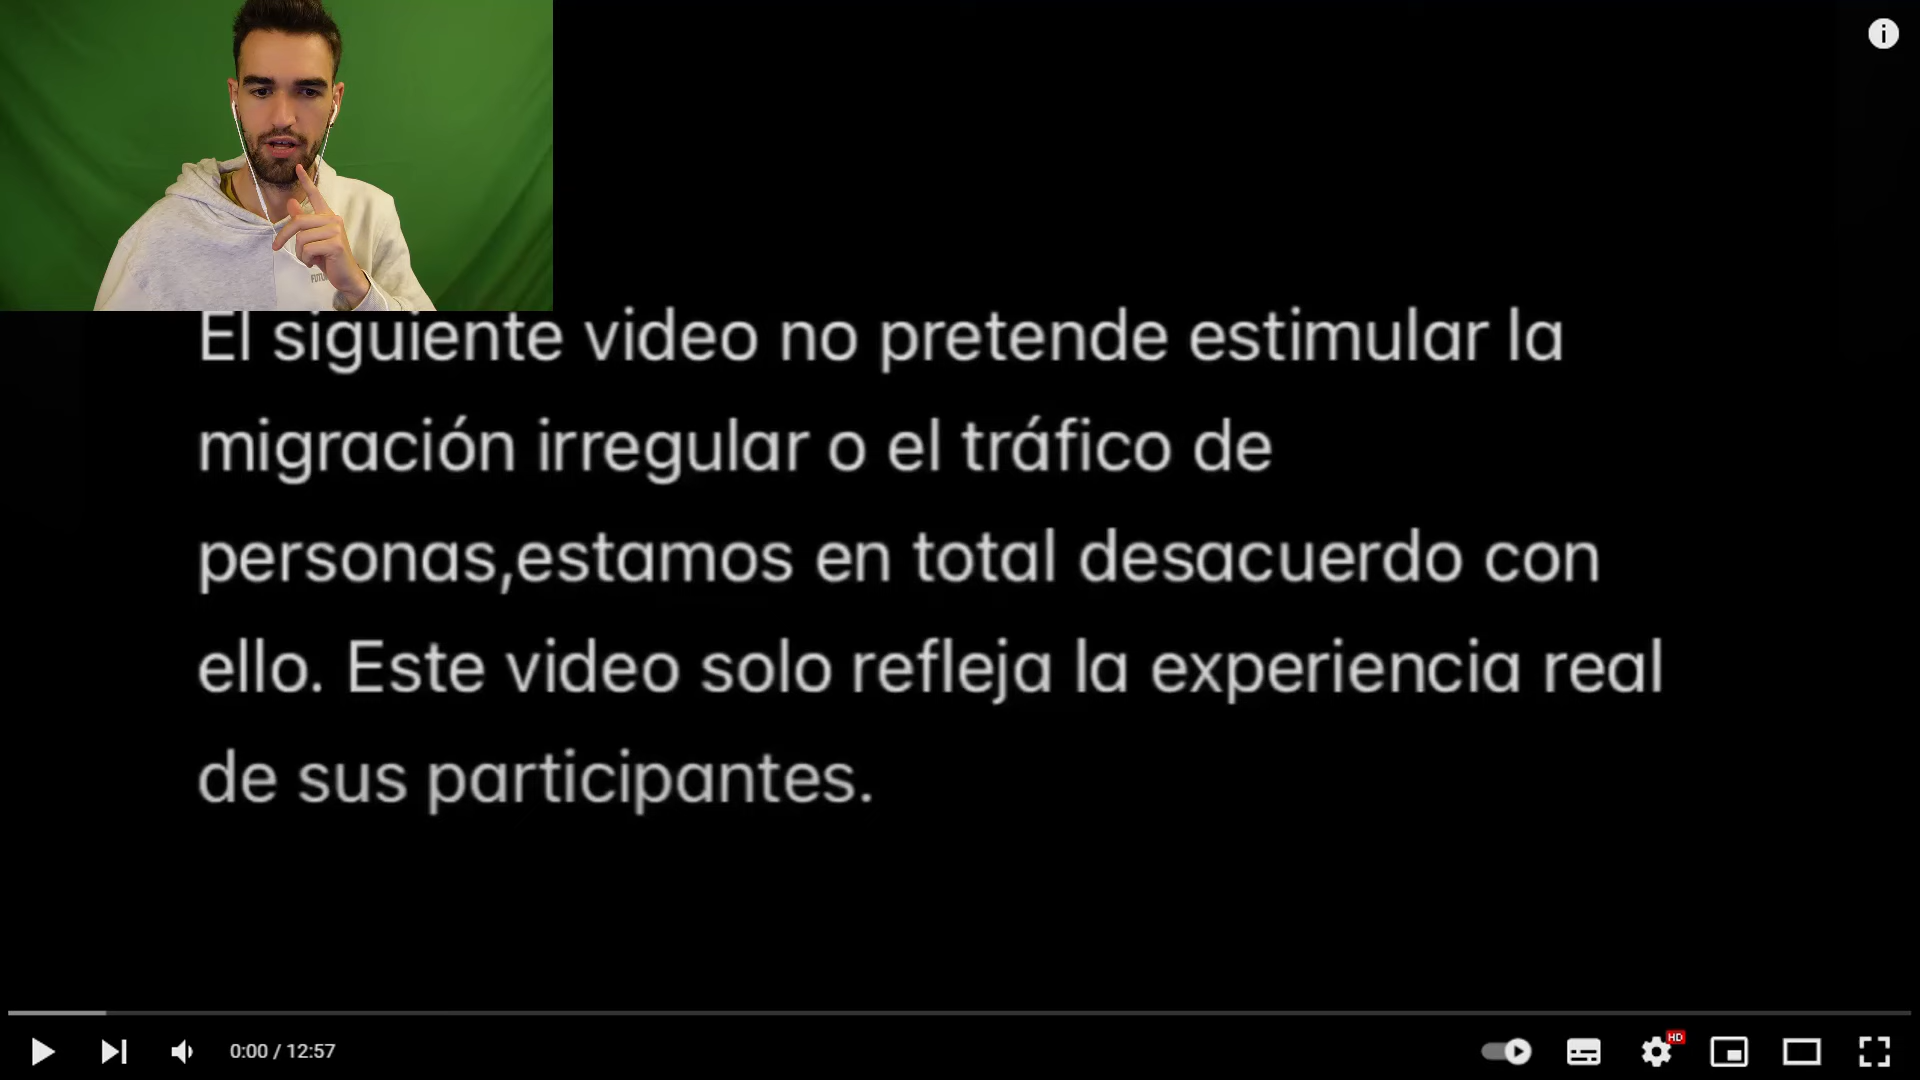 El siguiente video no pretende estimular la
migración irregular o el tráfico de
personas,estamos en total desacuerdo con
ello. Este video solo refleja la experiencia real
de sus participantes.
0:00 / 12:57
HD